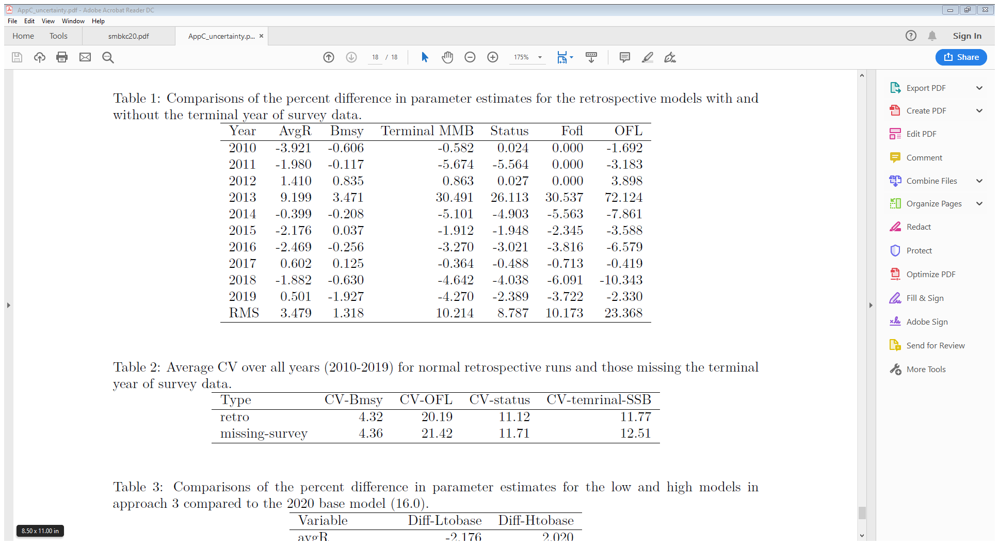 AppC_uncertainty.pdf - Adobe Acrobat Reader DC
File Edit View Window Help
Home Tools smbkc20.pdf AppC_uncertainty.p... × Sign In
18 / 18 175% Share
Table 1: Comparisons of the percent difference in parameter estimates for the retrospective models with and
without the terminal year of survey data.
Year AvgR Bmsy Terminal MMB Status Fofl OFL
2010 -3.921 -0.606 -0.582 0.024 0.000 -1.692
2011 -1.980 -0.117 -5.674 -5.564 0.000 -3.183
2012 1.410 0.835 0.863 0.027 0.000 3.898
2013 9.199 3.471 30.491 26.113 30.537 72.124
2014 -0.399 -0.208 -5.101 -4.903 -5.563 -7.861
2015 -2.176 0.037 -1.912 -1.948 -2.345 -3.588
2016 -2.469 -0.256 -3.270 -3.021 -3.816 -6.579
2017 0.602 0.125 -0.364 -0.488 -0.713 -0.419
2018 -1.882 -0.630 -4.642 -4.038 -6.091 -10.343
2019 0.501 -1.927 -4.270 -2.389 -3.722 -2.330
RMS 3.479 1.318 10.214 8.787 10.173 23.368
Table 2: Average CV over all years (2010-2019) for normal retrospective runs and those missing the terminal
year of survey data.
Type CV-Bmsy CV-OFL CV-status CV-temrinal-SSB
retro 4.32 20.19 11.12 11.77
missing-survey 4.36 21.42 11.71 12.51
Table 3: Comparisons of the percent difference in parameter estimates for the low and high models in
approach 3 compared to the 2020 base model (16.0).
Variable Diff-Ltobase Diff-Htobase
avgR -2.176 2.020
8.50 x 11.00 in
Export PDF
Create PDF
Edit PDF
Comment
Combine Files
Organize Pages
Redact
Protect
Optimize PDF
Fill & Sign
Adobe Sign
Send for Review
More Tools